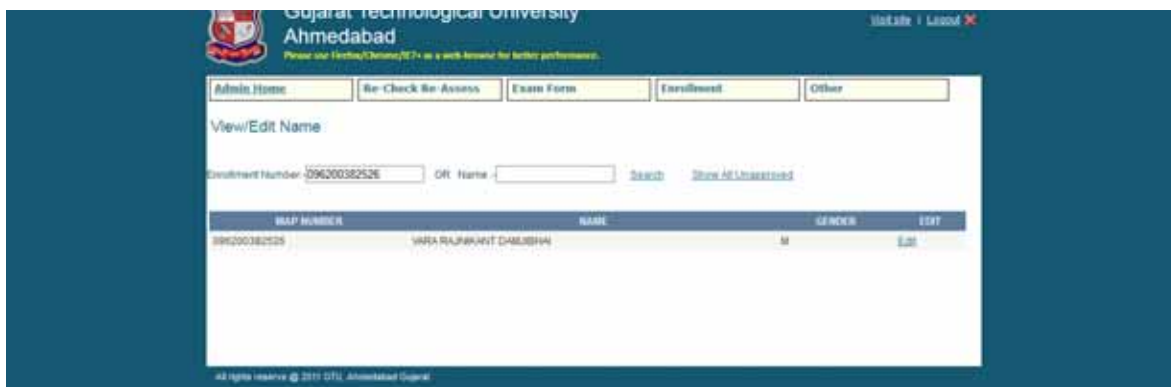 Gujarat Technological University
Visit site | Logout
Ahmedabad
Please use Firefox/Chrome/IE7+ as a web-browse for better performance.
Admin Home Re-Check Re-Assess Exam Form Enrollment Other
View/Edit Name
Enrollment Number :- 096200382526 OR Name :- Search Show All Unapproved
MAP NUMBER NAME GENDER EDIT
096200382526 VARA RAJNIKANT M Edit
All rights reserve @ 2011 GTU, Ahmedabad Gujarat.